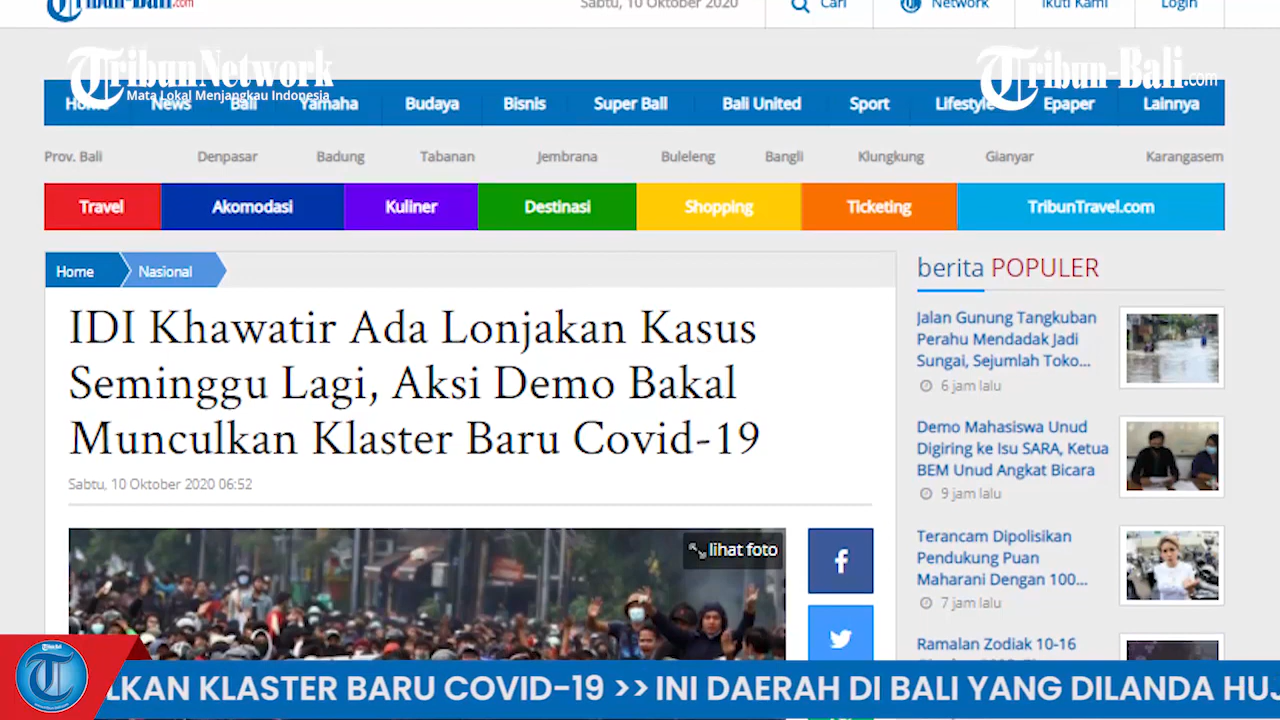 Tribun-Bali.com
Sabtu, 10 Oktober 2020
Cari
Network
Ikuti Kami
Login
TribunNetwork
Mata Lokal Menjangkau Indonesia
Tribun-Bali.com
Home News Bali Yamaha Budaya Bisnis Super Ball Bali United Sport Lifestyle Epaper Lainnya
Prov. Bali Denpasar Badung Tabanan Jembrana Buleleng Bangli Klungkung Gianyar Karangasem
Travel Akomodasi Kuliner Destinasi Shopping Ticketing TribunTravel.com
Home Nasional
IDI Khawatir Ada Lonjakan Kasus
Seminggu Lagi, Aksi Demo Bakal
Munculkan Klaster Baru Covid-19
Sabtu, 10 Oktober 2020 06:52
lihat foto
berita POPULER
Jalan Gunung Tangkuban
Perahu Mendadak Jadi
Sungai, Sejumlah Toko...
6 jam lalu
Demo Mahasiswa Unud
Digiring ke Isu SARA, Ketua
BEM Unud Angkat Bicara
9 jam lalu
Terancam Dipolisikan
Pendukung Puan
Maharani Dengan 100...
7 jam lalu
Ramalan Zodiak 10-16
LKAN KLASTER BARU COVID-19 >> INI DAERAH DI BALI YANG DILANDA HUJ